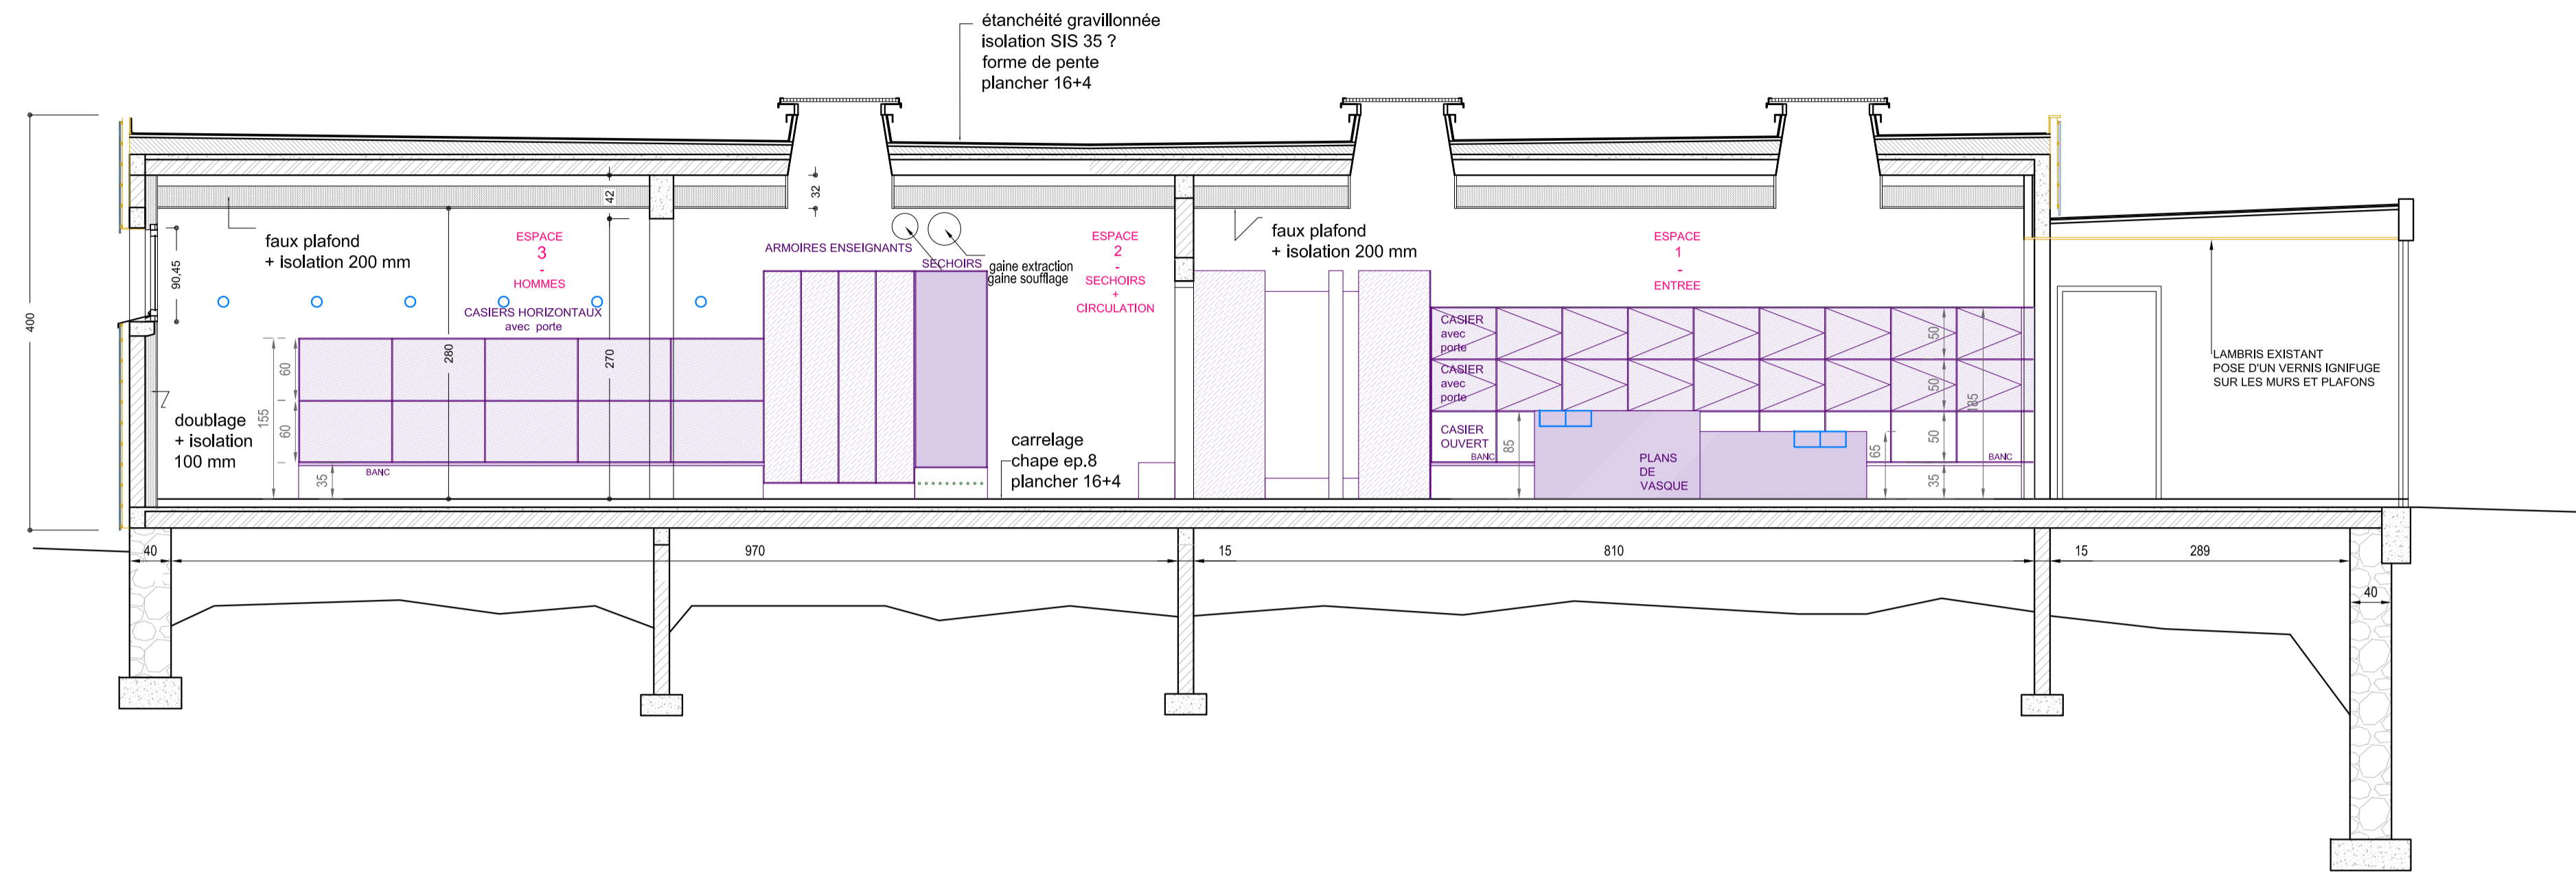 étanchéité gravillonnée
isolation SIS 35 ?
forme de pente
plancher 16+4
400
90,45
faux plafond
+ isolation 200 mm
42
32
ESPACE
3
-
HOMMES
CASIERS HORIZONTAUX
avec porte
ARMOIRES ENSEIGNANTS
SECHOIRS
gaine extraction
gaine soufflage
ESPACE
2
-
SECHOIRS
+
CIRCULATION
faux plafond
+ isolation 200 mm
ESPACE
1
-
ENTREE
280
270
155
60
60
35
BANC
doublage
+ isolation
100 mm
carrelage
chape ep.8
plancher 16+4
CASIER
avec
porte
CASIER
avec
porte
CASIER
OUVERT
BANC
85
PLANS
DE
VASQUE
65
50
50
50
35
185
BANC
LAMBRIS EXISTANT
POSE D'UN VERNIS IGNIFUGE
SUR LES MURS ET PLAFONS
40
970
15
810
15
289
40